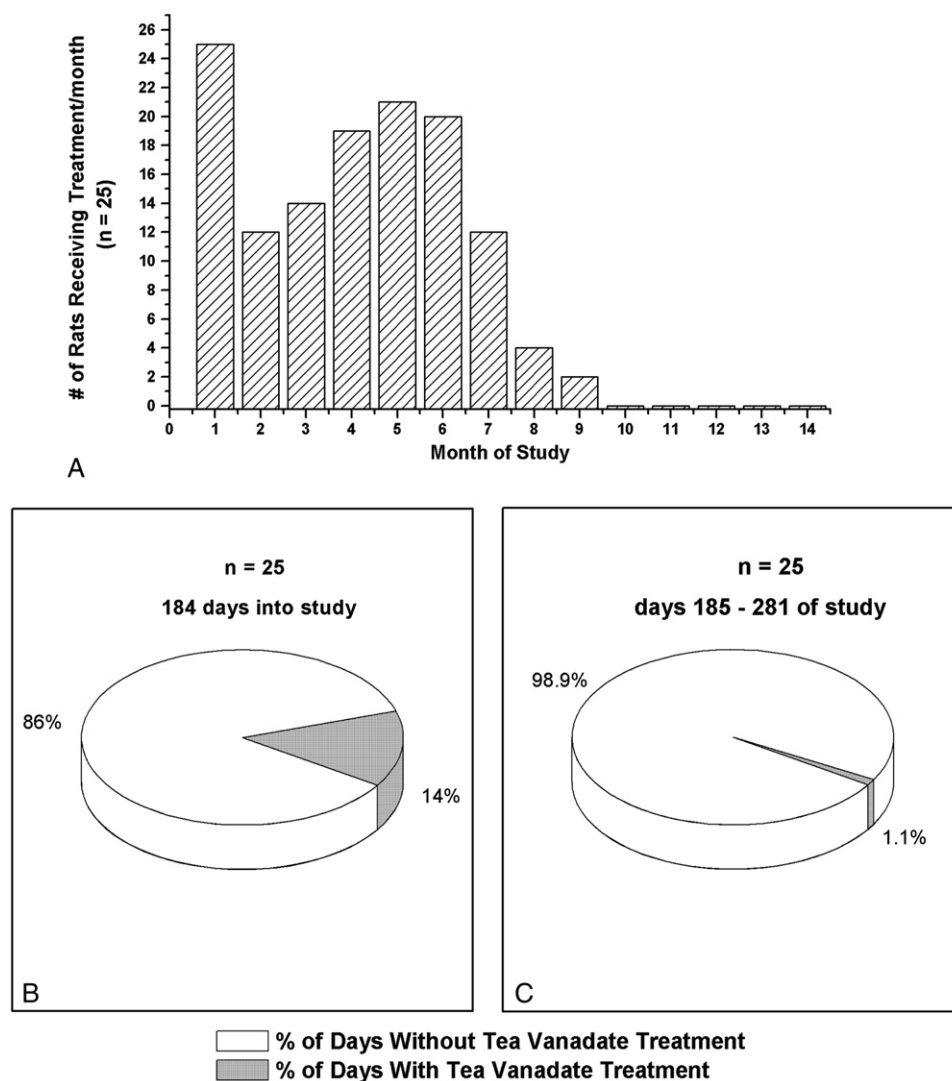 # of Rats Receiving Treatment/month
(n = 25)
26
24
22
20
18
16
14
12
10
8
6
4
2
0
0 1 2 3 4 5 6 7 8 9 10 11 12 13 14
Month of Study
A
n = 25
184 days into study
86%
14%
B
n = 25
days 185 - 281 of study
98.9%
1.1%
C
% of Days Without Tea Vanadate Treatment
% of Days With Tea Vanadate Treatment